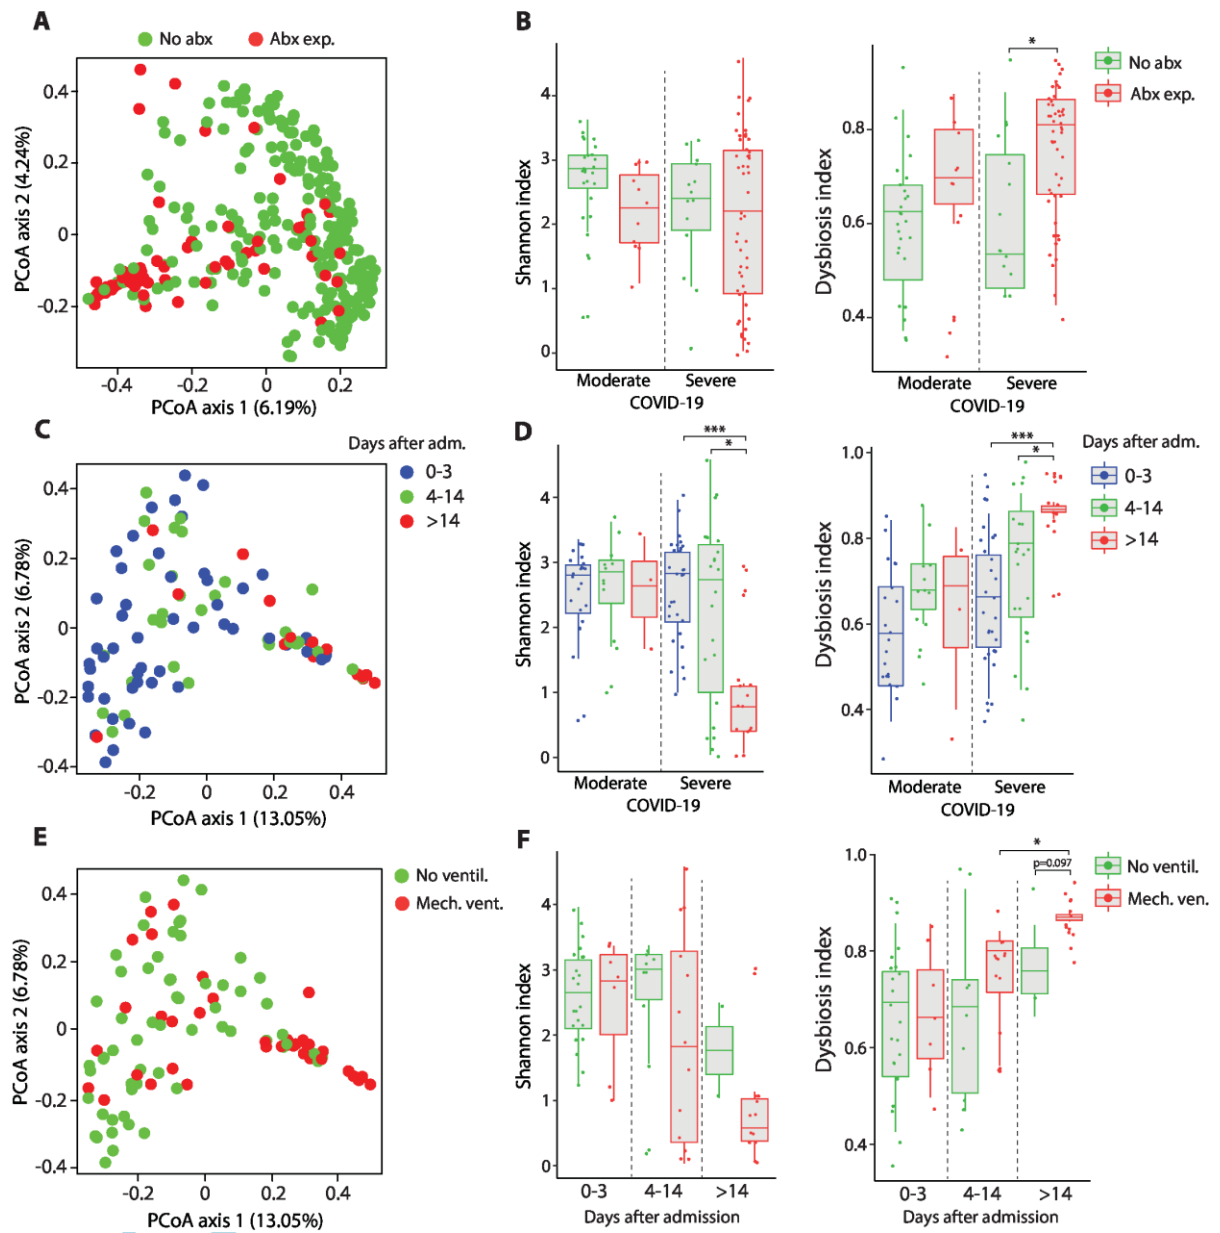 A
No abx
Abx exp.
PCoA axis 2 (4.24%)
0.4
0.2
0
-0.2
-0.4
-0.2
0
0.2
PCoA axis 1 (6.19%)
B
Shannon index
4
3
2
1
0
Moderate
Severe
COVID-19
Dysbiosis index
0.8
0.6
0.4
*
Moderate
Severe
COVID-19
No abx
Abx exp.
C
Days after adm.
0-3
4-14
>14
PCoA axis 2 (6.78%)
0.4
0.2
0
-0.2
-0.4
-0.2
0
0.2
0.4
PCoA axis 1 (13.05%)
D
Shannon index
4
3
2
1
0
***
*
Moderate
Severe
COVID-19
Dysbiosis index
1.0
0.8
0.6
0.4
***
*
Moderate
Severe
COVID-19
Days after adm.
0-3
4-14
>14
E
No ventil.
Mech. vent.
PCoA axis 2 (6.78%)
0.4
0.2
0
-0.2
-0.4
-0.2
0
0.2
0.4
PCoA axis 1 (13.05%)
F
Shannon index
4
3
2
1
0
0-3
4-14
>14
Days after admission
Dysbiosis index
1.0
0.8
0.6
0.4
*
p=0.097
0-3
4-14
>14
Days after admission
No ventil.
Mech. ven.